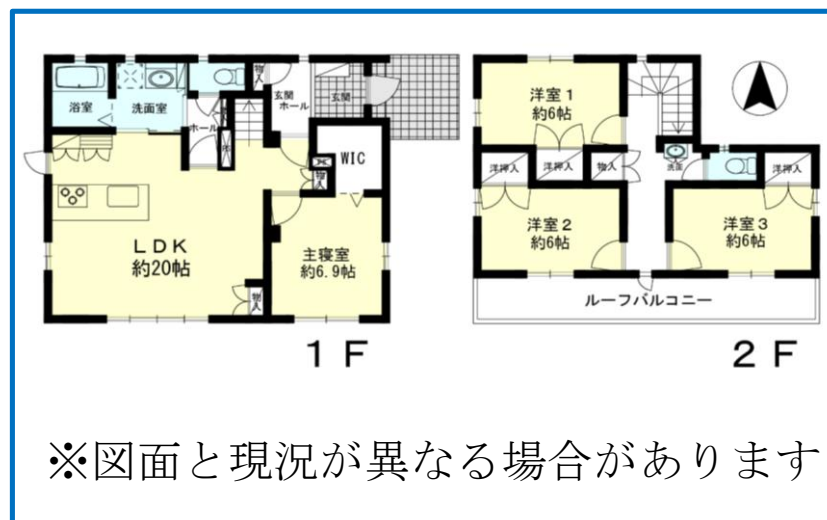 浴室
洗面室
ホール
物入
玄関
ホール
玄関
WIC
物入
LDK
約20帖
主寝室
約6.9帖
物入
1F
洋室1
約6帖
洋押入
洋押入
物入
洗面
洋押入
洋室2
約6帖
洋室3
約6帖
ルーフバルコニー
2F
※図面と現況が異なる場合があります